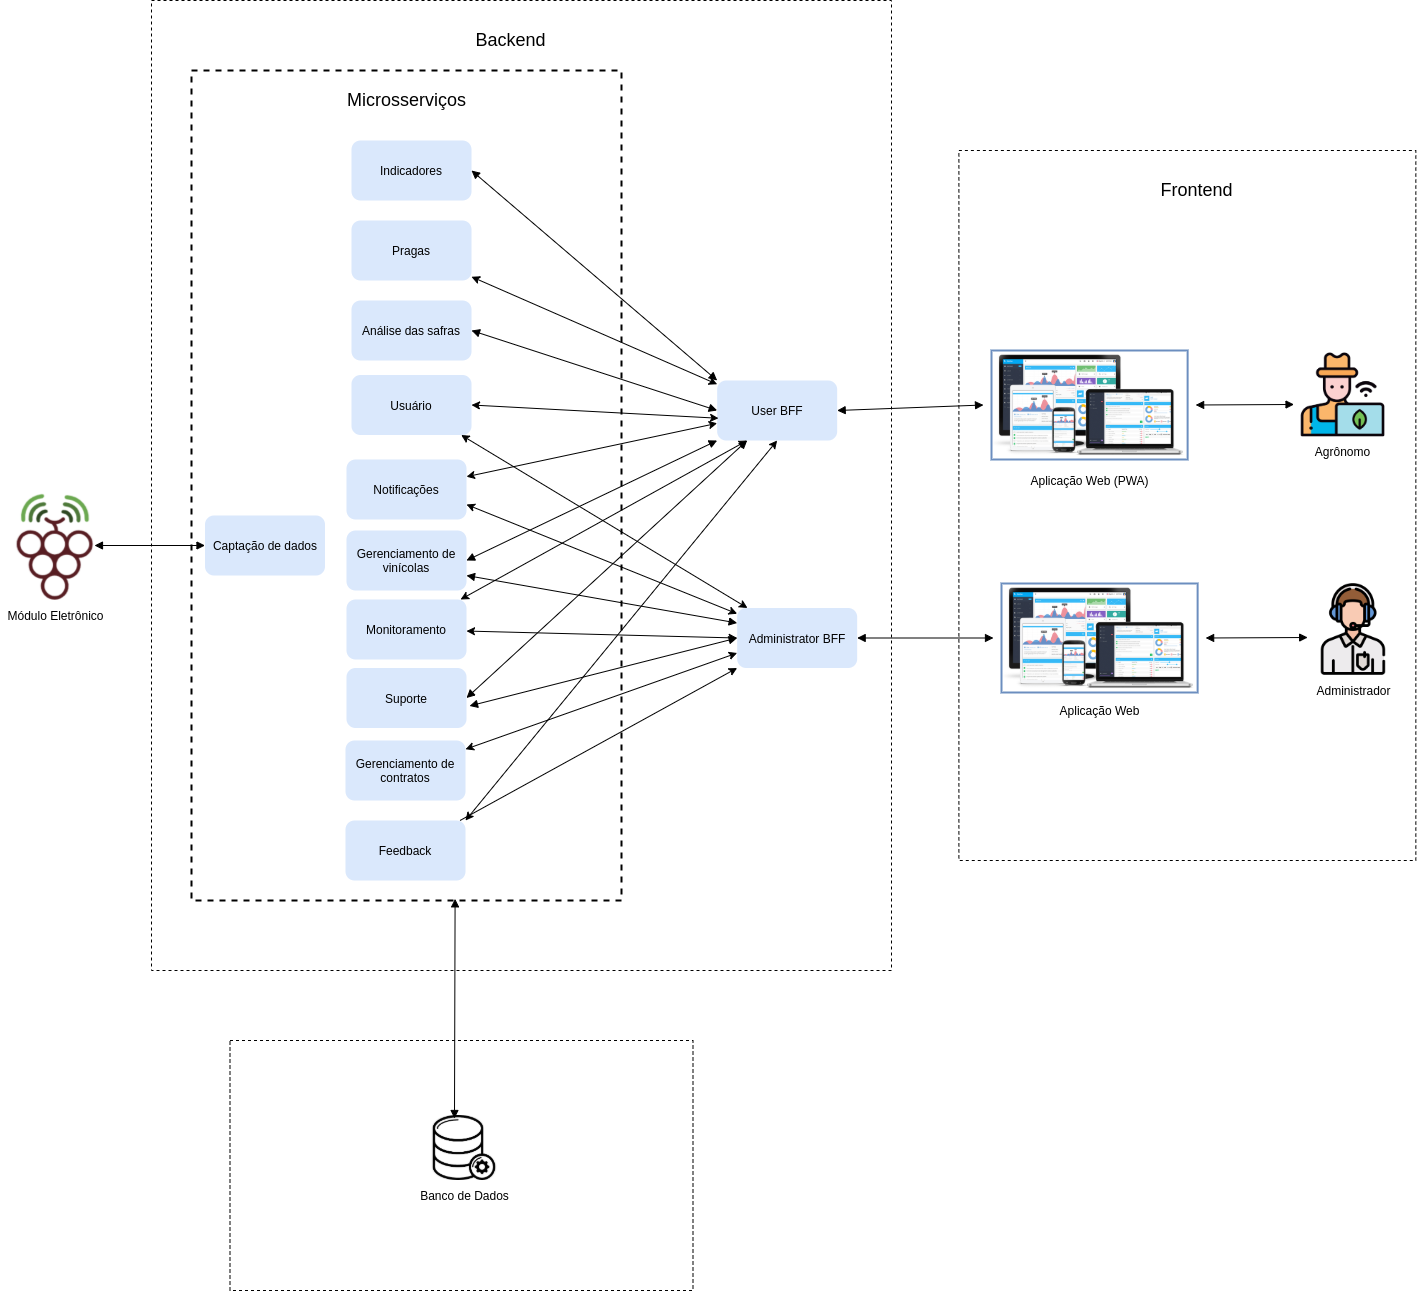 Backend
Microsserviços
Indicadores
Pragas
Análise das safras
Usuário
Notificações
Gerenciamento de
vinícolas
Monitoramento
Suporte
Gerenciamento de
contratos
Feedback
Captação de dados
Módulo Eletrônico
User BFF
Administrator BFF
Frontend
Aplicação Web (PWA)
Agrônomo
Aplicação Web
Administrador
Banco de Dados